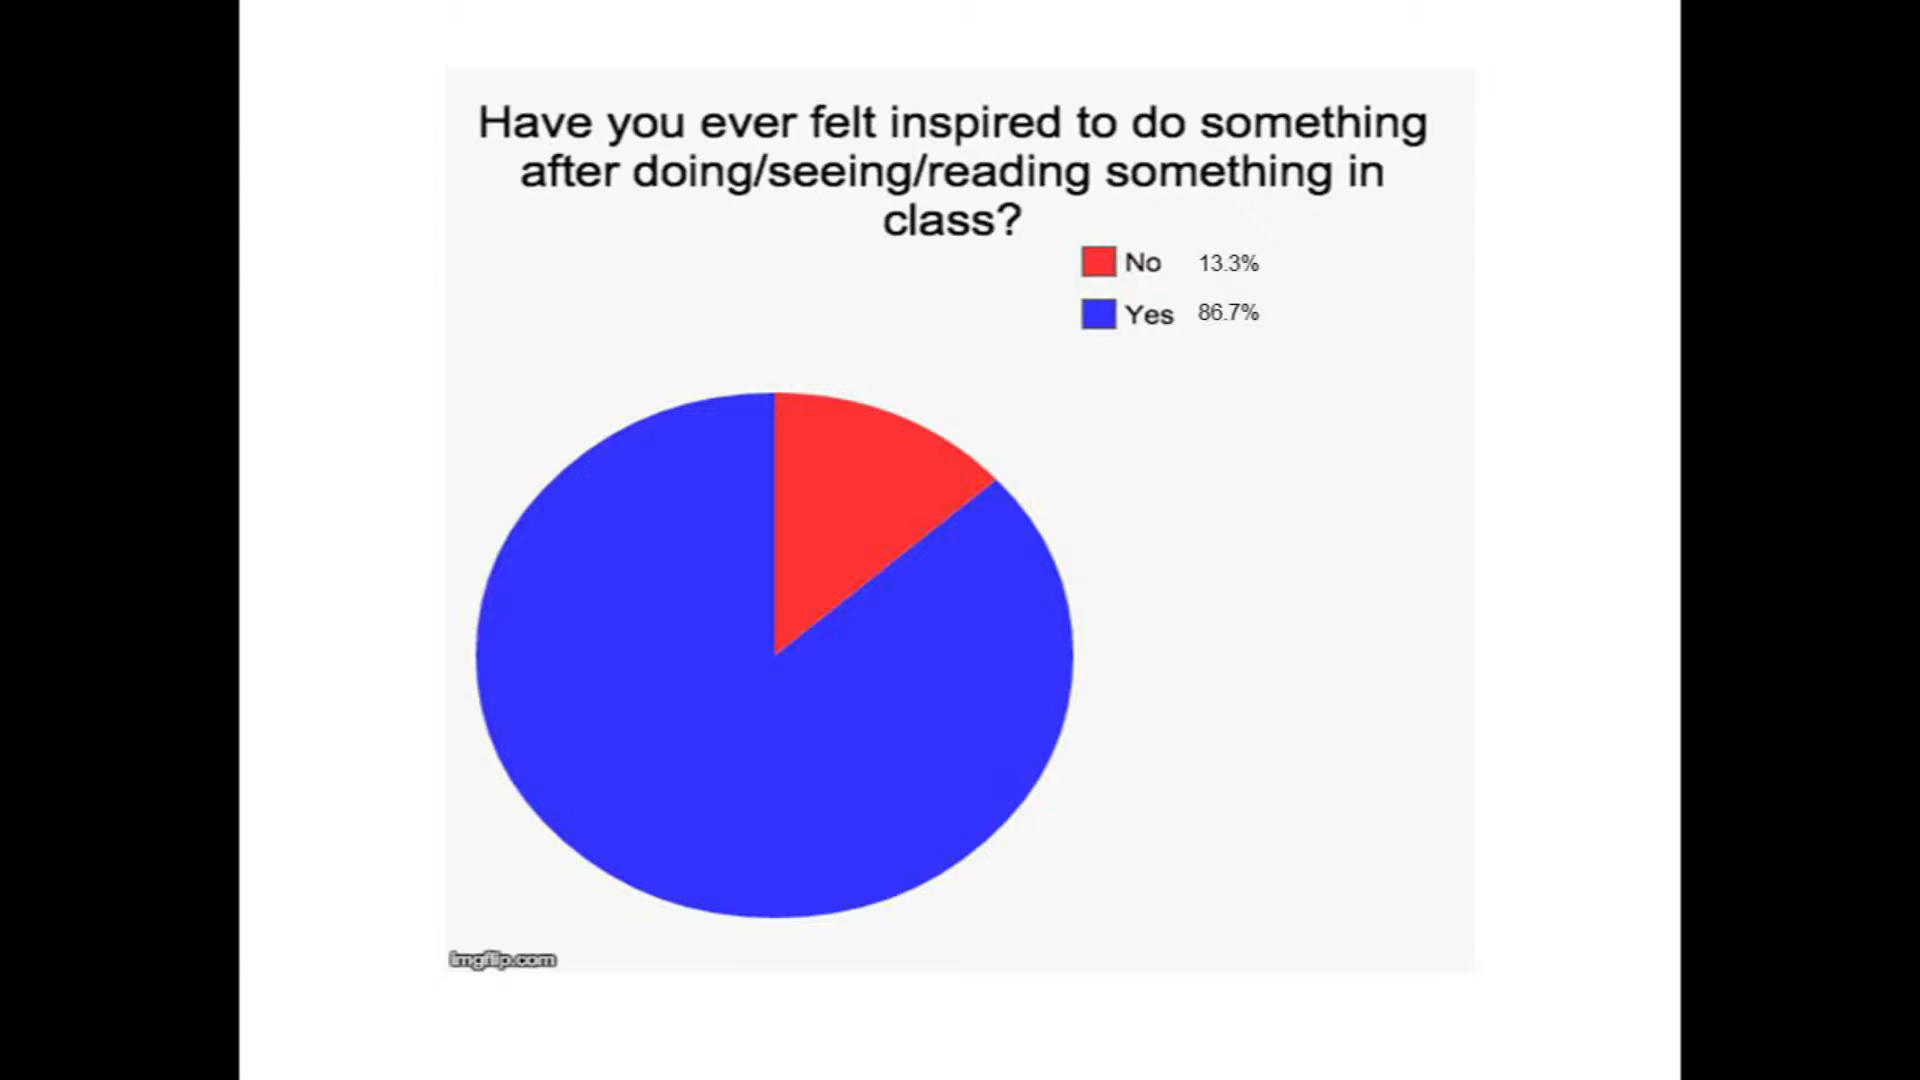 Have you ever felt inspired to do something
after doing/seeing/reading something in
class?
No 13.3%
Yes 86.7%
imgflip.com